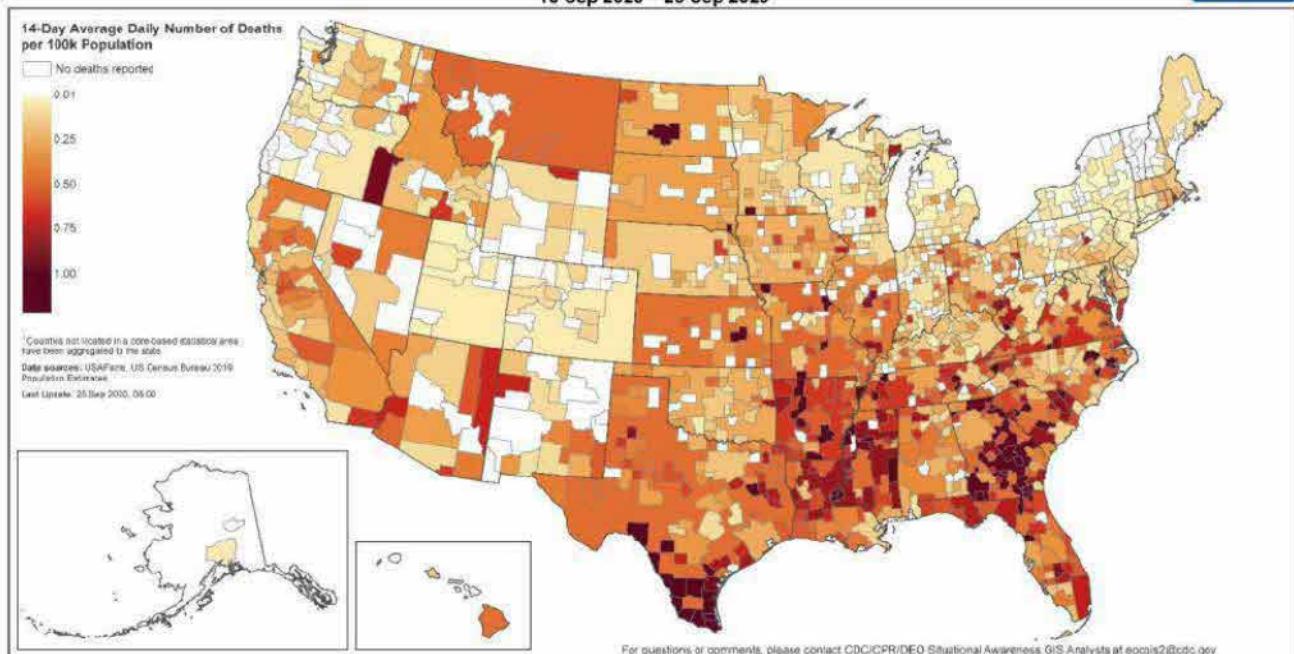 14-Day Average Daily Number of Deaths
per 100k Population
No deaths reported
0.01
0.25
0.50
0.75
1.00
Counties not located in a core-based statistical area
have been aggregated to the state
Data sources: USAFacts, US Census Bureau 2019
Population Estimates
Last Update: 25 Sep 2020, 06:00
For questions or comments, please contact CDC/CPR/DEO Situational Awareness GIS Analysts at eocgis2@cdc.gov